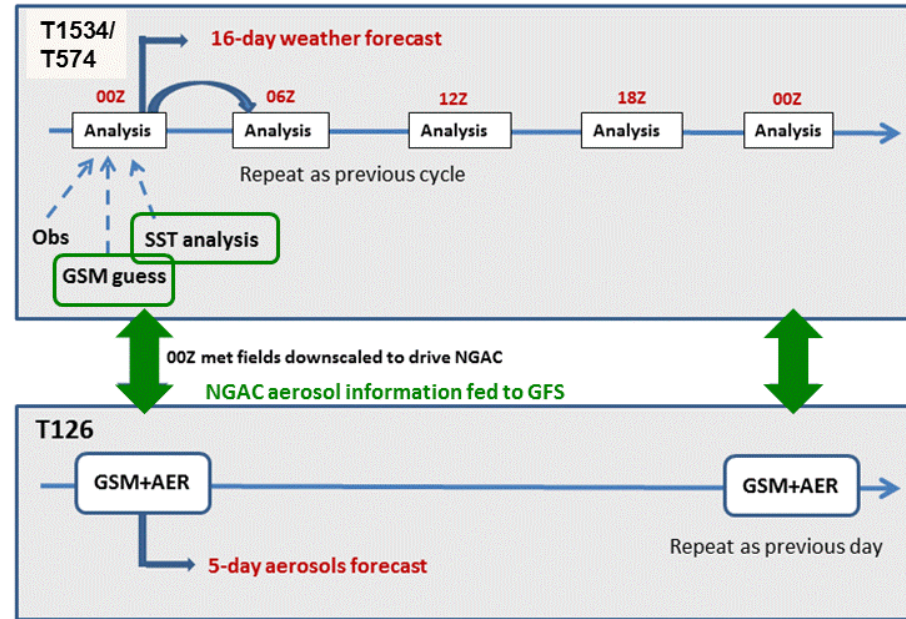 T1534/
T574
16-day weather forecast
00Z
06Z
12Z
18Z
00Z
Analysis
Analysis
Analysis
Analysis
Analysis
Repeat as previous cycle
Obs
SST analysis
GSM guess
00Z met fields downscaled to drive NGAC
NGAC aerosol information fed to GFS
T126
GSM+AER
GSM+AER
Repeat as previous day
5-day aerosols forecast